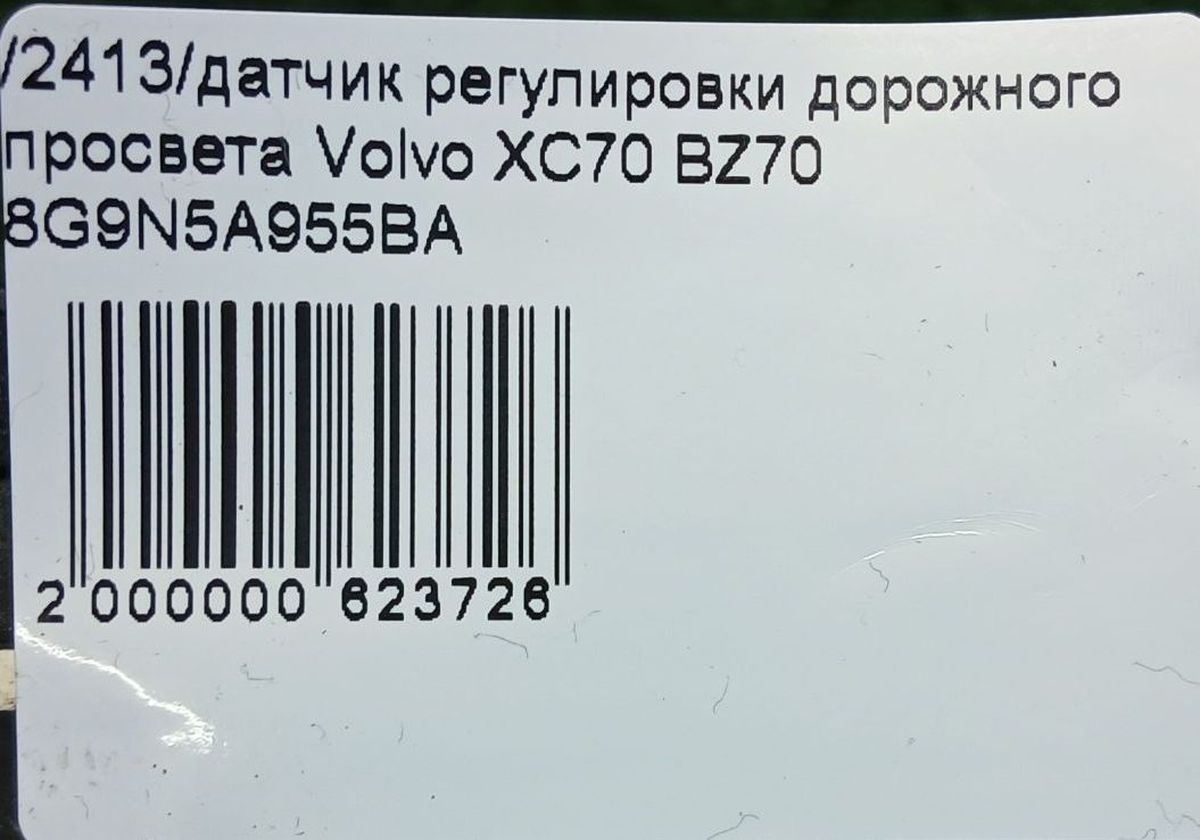 /2413/датчик регулировки дорожного
просвета Volvo XC70 BZ70
8G9N5A955BA
2 000000 623726